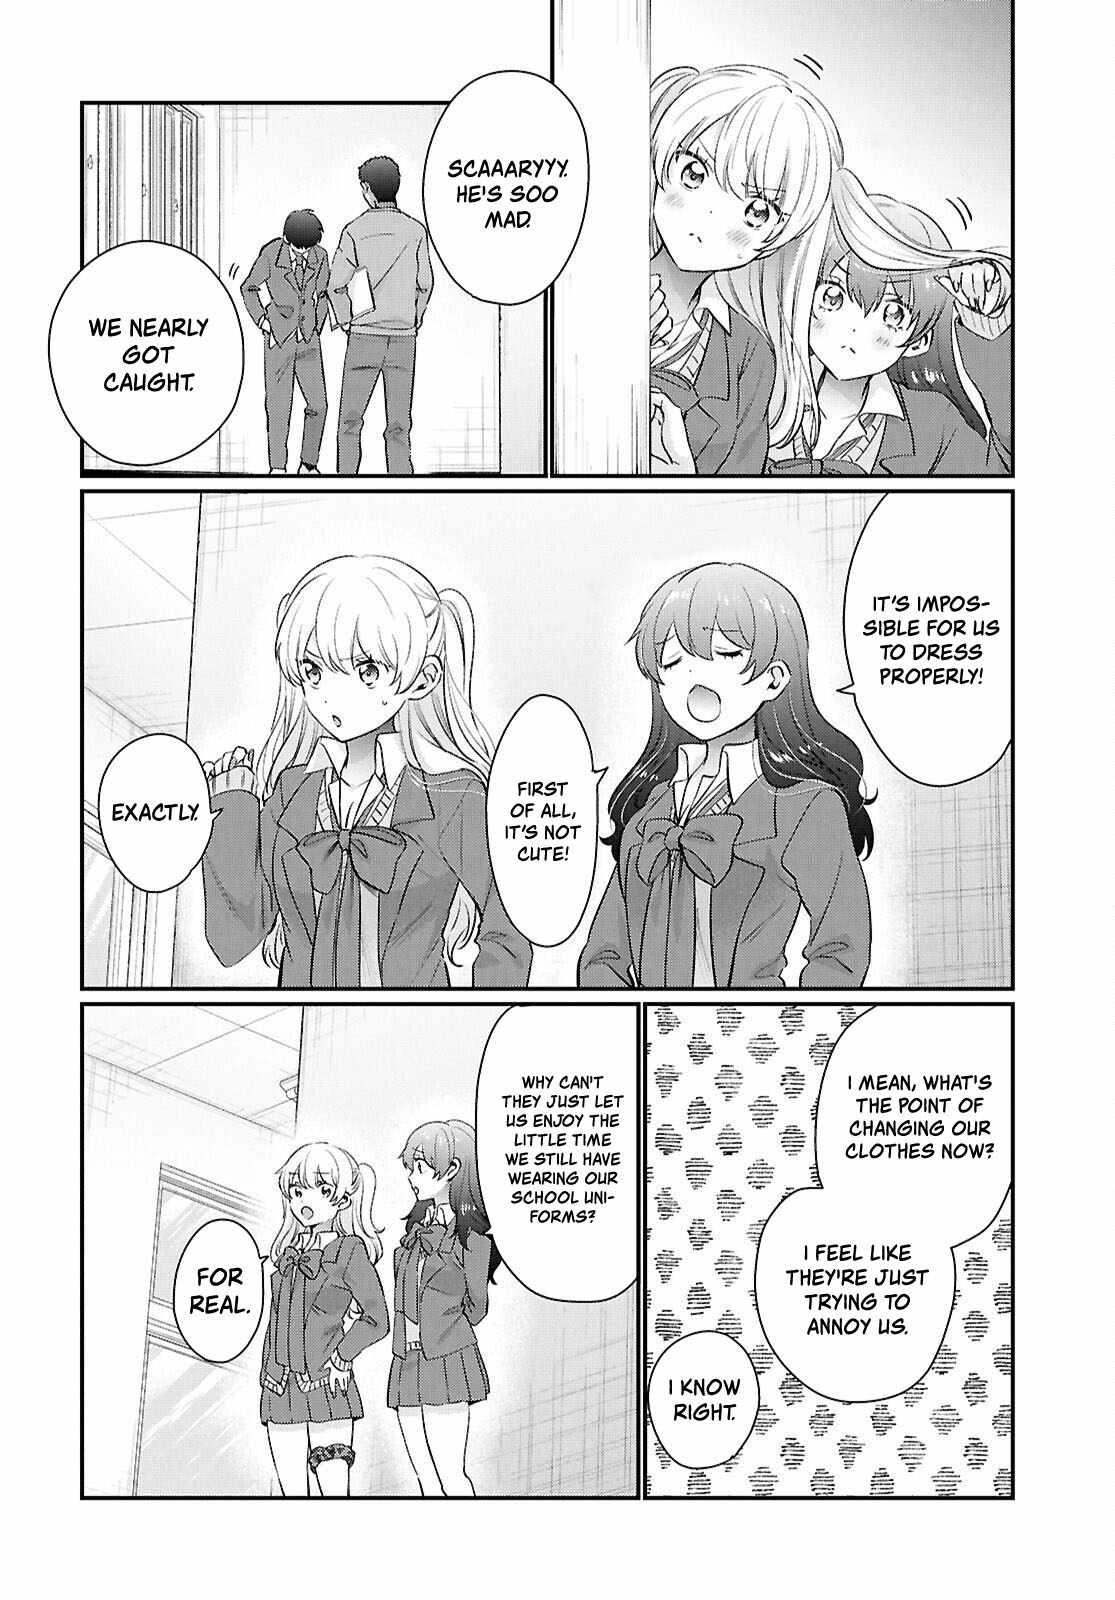 SCAAARYYY.
HE'S SOO
MAD.
WE NEARLY
GOT
CAUGHT.
IT'S IMPOS-
SIBLE FOR US
TO DRESS
PROPERLY!
FIRST
OF ALL,
IT'S NOT
CUTE!
EXACTLY.
I MEAN, WHAT'S
THE POINT OF
CHANGING OUR
CLOTHES NOW?
I FEEL LIKE
THEY'RE JUST
TRYING TO
ANNOY US.
I KNOW
RIGHT.
WHY CAN'T
THEY JUST LET
US ENJOY THE
LITTLE TIME
WE STILL HAVE
WEARING OUR
SCHOOL UNI-
FORMS?
FOR
REAL.